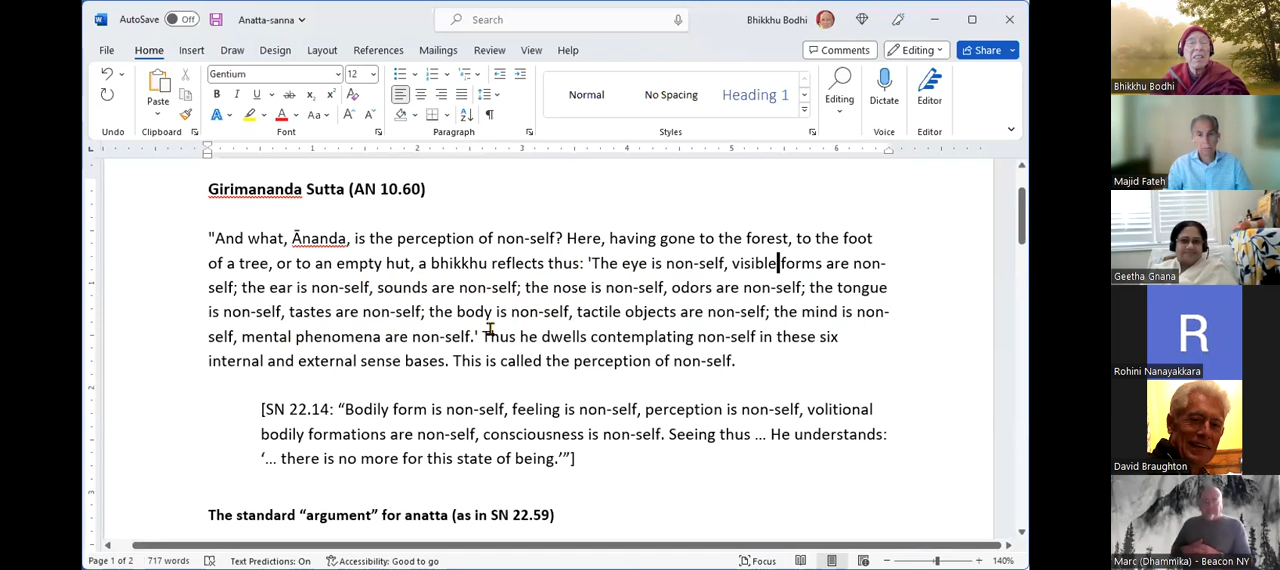 AutoSave Off Anatta-sanna Search Bhikkhu Bodhi
File Home Insert Draw Design Layout References Mailings Review View Help Comments Editing Share
Gentium 12
Paste
B I U ab x₂ x²
A A Aa A A
Normal No Spacing Heading 1
Editing Dictate Editor
Undo Clipboard Font Paragraph Styles Voice Editor
1 2 3 4 5 6
Girimananda Sutta (AN 10.60)
"And what, Ānanda, is the perception of non-self? Here, having gone to the forest, to the foot
of a tree, or to an empty hut, a bhikkhu reflects thus: 'The eye is non-self, visible forms are non-
self; the ear is non-self, sounds are non-self; the nose is non-self, odors are non-self; the tongue
is non-self, tastes are non-self; the body is non-self, tactile objects are non-self; the mind is non-
self, mental phenomena are non-self.' Thus he dwells contemplating non-self in these six
internal and external sense bases. This is called the perception of non-self.
[SN 22.14: “Bodily form is non-self, feeling is non-self, perception is non-self, volitional
bodily formations are non-self, consciousness is non-self. Seeing thus … He understands:
‘… there is no more for this state of being.’”]
The standard “argument” for anatta (as in SN 22.59)
Page 1 of 2 717 words Text Predictions: On Accessibility: Good to go Focus 140%
Bhikkhu Bodhi
Majid Fateh
Geetha Gnana
R
Rohini Nanayakkara
David Braughton
Marc (Dhammika) - Beacon NY